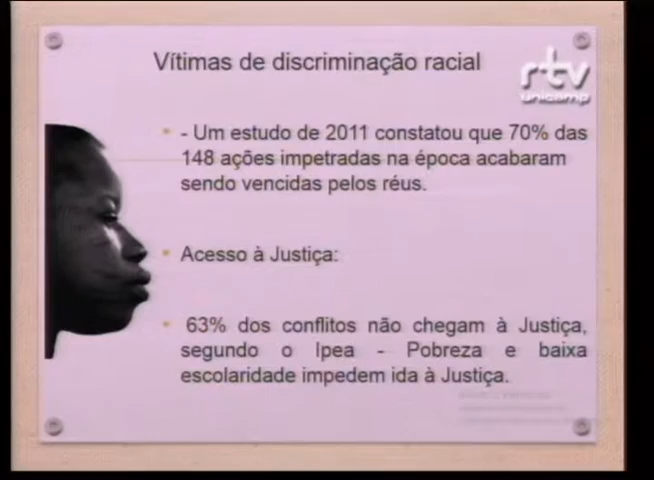 Vítimas de discriminação racial
rtv
unicamp
- Um estudo de 2011 constatou que 70% das
148 ações impetradas na época acabaram
sendo vencidas pelos réus.
Acesso à Justiça:
63% dos conflitos não chegam à Justiça,
segundo o Ipea - Pobreza e baixa
escolaridade impedem ida à Justiça.